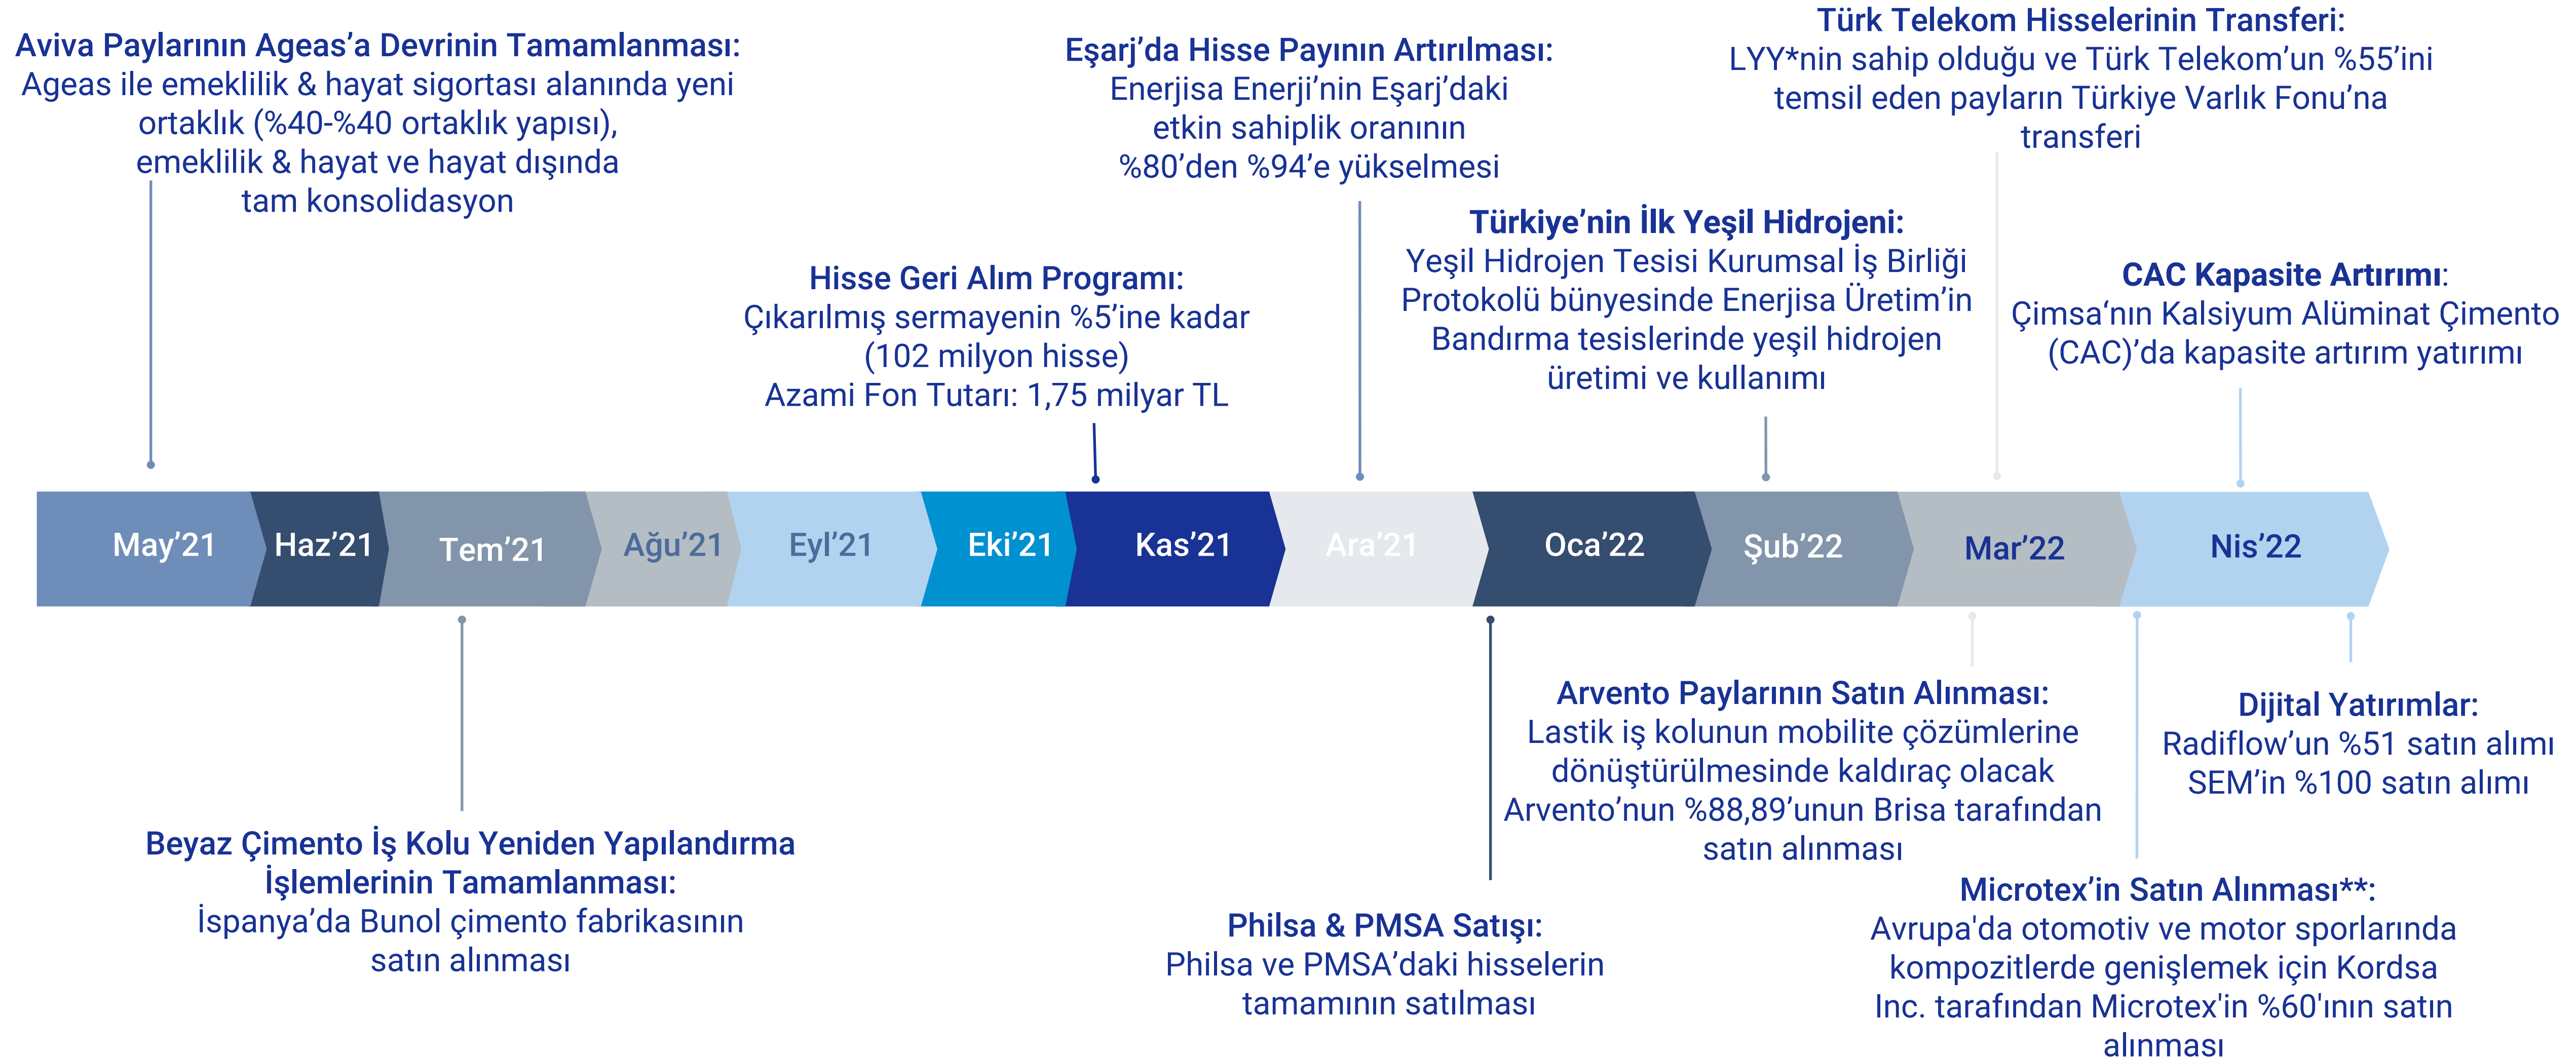 Aviva Paylarının Ageas’a Devrinin Tamamlanması:
Ageas ile emeklilik & hayat sigortası alanında yeni
ortaklık (%40-%40 ortaklık yapısı),
emeklilik & hayat ve hayat dışında
tam konsolidasyon
Hisse Geri Alım Programı:
Çıkarılmış sermayenin %5’ine kadar
(102 milyon hisse)
Azami Fon Tutarı: 1,75 milyar TL
Eşarj’da Hisse Payının Artırılması:
Enerjisa Enerji’nin Eşarj’daki
etkin sahiplik oranının
%80’den %94’e yükselmesi
Türkiye’nin İlk Yeşil Hidrojeni:
Yeşil Hidrojen Tesisi Kurumsal İş Birliği
Protokolü bünyesinde Enerjisa Üretim’in
Bandırma tesislerinde yeşil hidrojen
üretimi ve kullanımı
Türk Telekom Hisselerinin Transferi:
LYY*nin sahip olduğu ve Türk Telekom’un %55’ini
temsil eden payların Türkiye Varlık Fonu’na
transferi
CAC Kapasite Artırımı:
Çimsa‘nın Kalsiyum Alüminat Çimento
(CAC)’da kapasite artırım yatırımı
May’21
Haz’21
Tem’21
Ağu’21
Eyl’21
Eki’21
Kas’21
Ara’21
Oca’22
Şub’22
Mar’22
Nis’22
Beyaz Çimento İş Kolu Yeniden Yapılandırma
İşlemlerinin Tamamlanması:
İspanya’da Bunol çimento fabrikasının
satın alınması
Philsa & PMSA Satışı:
Philsa ve PMSA’daki hisselerin
tamamının satılması
Arvento Paylarının Satın Alınması:
Lastik iş kolunun mobilite çözümlerine
dönüştürülmesinde kaldıraç olacak
Arvento’nun %88,89’unun Brisa tarafından
satın alınması
Microtex’in Satın Alınması**:
Avrupa'da otomotiv ve motor sporlarında
kompozitlerde genişlemek için Kordsa
Inc. tarafından Microtex'in %60'ının satın
alınması
Dijital Yatırımlar:
Radiflow’un %51 satın alımı
SEM’in %100 satın alımı